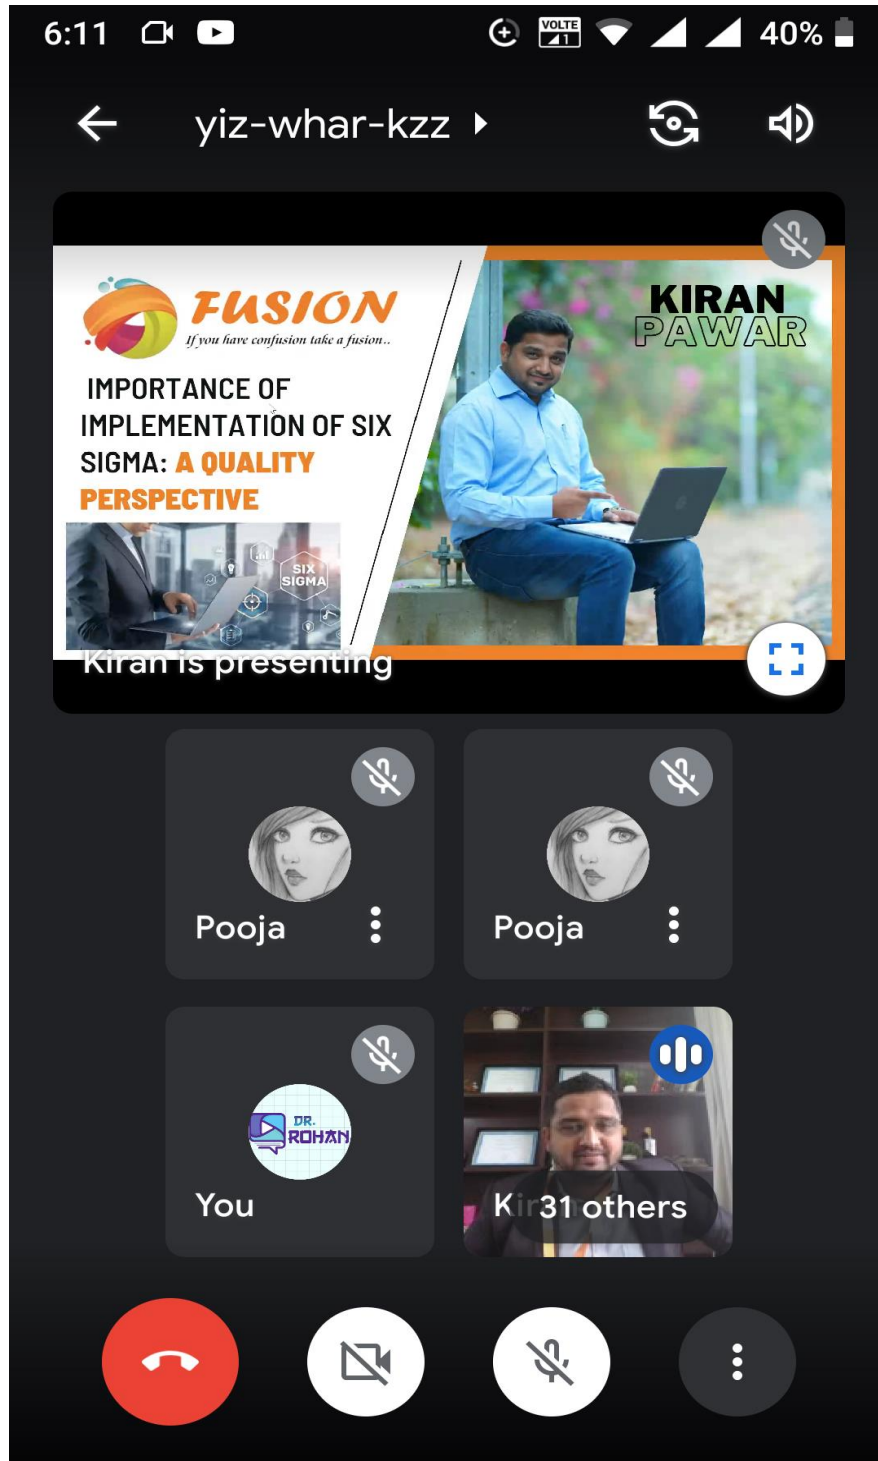 6:11
VOLTE
1
40%
yiz-whar-kzz
FUSION
If you have confusion take a fusion..
KIRAN
PAWAR
IMPORTANCE OF
IMPLEMENTATION OF SIX
SIGMA: A QUALITY
PERSPECTIVE
SIX
SIGMA
Kiran is presenting
Pooja
Pooja
DR.
ROHAN
You
31 others